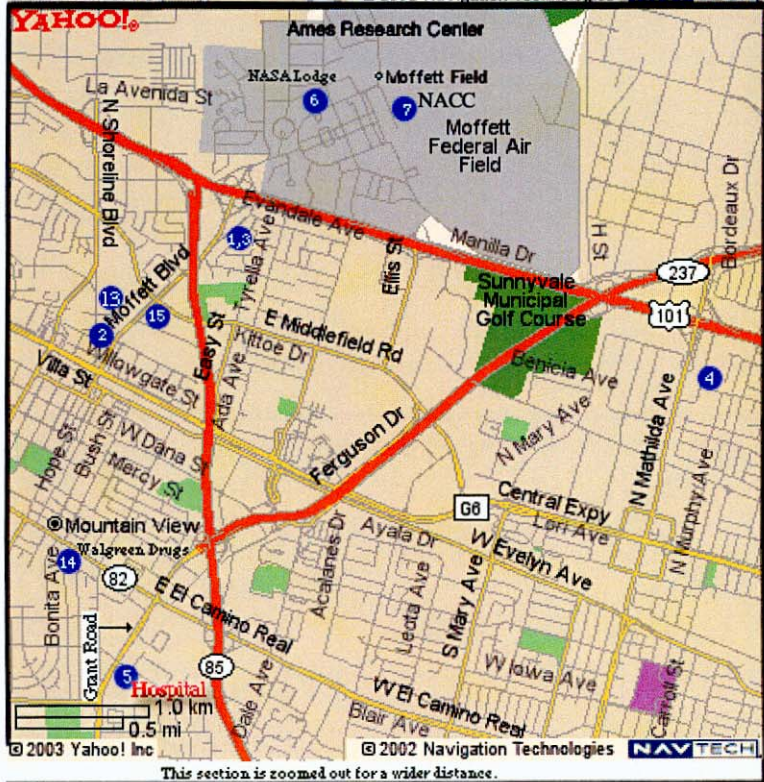 YAHOO!®
Ames Research Center
NASA Lodge
Moffett Field
6
7
NACC
Moffett
Federal Air
Field
La Avenida St
N Shoreline Blvd
Evandale Ave
1,3
Tyrella Ave
Ellis St
Manilla Dr
H St
Bordeaux Dr
237
101
Sunnyvale
Municipal
Golf Course
13
Moffett Blvd
15
2
Easy St
E Middlefield Rd
Kittoe Dr
Benicia Ave
4
Villa St
Willowgate St
Ada Ave
Ferguson Dr
N Mary Ave
N Mathilda Ave
N Murphy Ave
Hope St
Bush St
W Dana St
Mercy St
G6
Central Expy
Lori Ave
Mountain View
Walgreen Drugs
14
82
Ayala Dr
W Evelyn Ave
Acalanes Dr
Bonita Ave
E El Camino Real
Leota Ave
S Mary Ave
Grant Road
85
5
Hospital
W Iowa Ave
Carroll St
W El Camino Real
Dale Ave
Blair Ave
1.0 km
0.5 mi
© 2003 Yahoo! Inc
© 2002 Navigation Technologies
NAVTECH
This section is zoomed out for a wider distance.